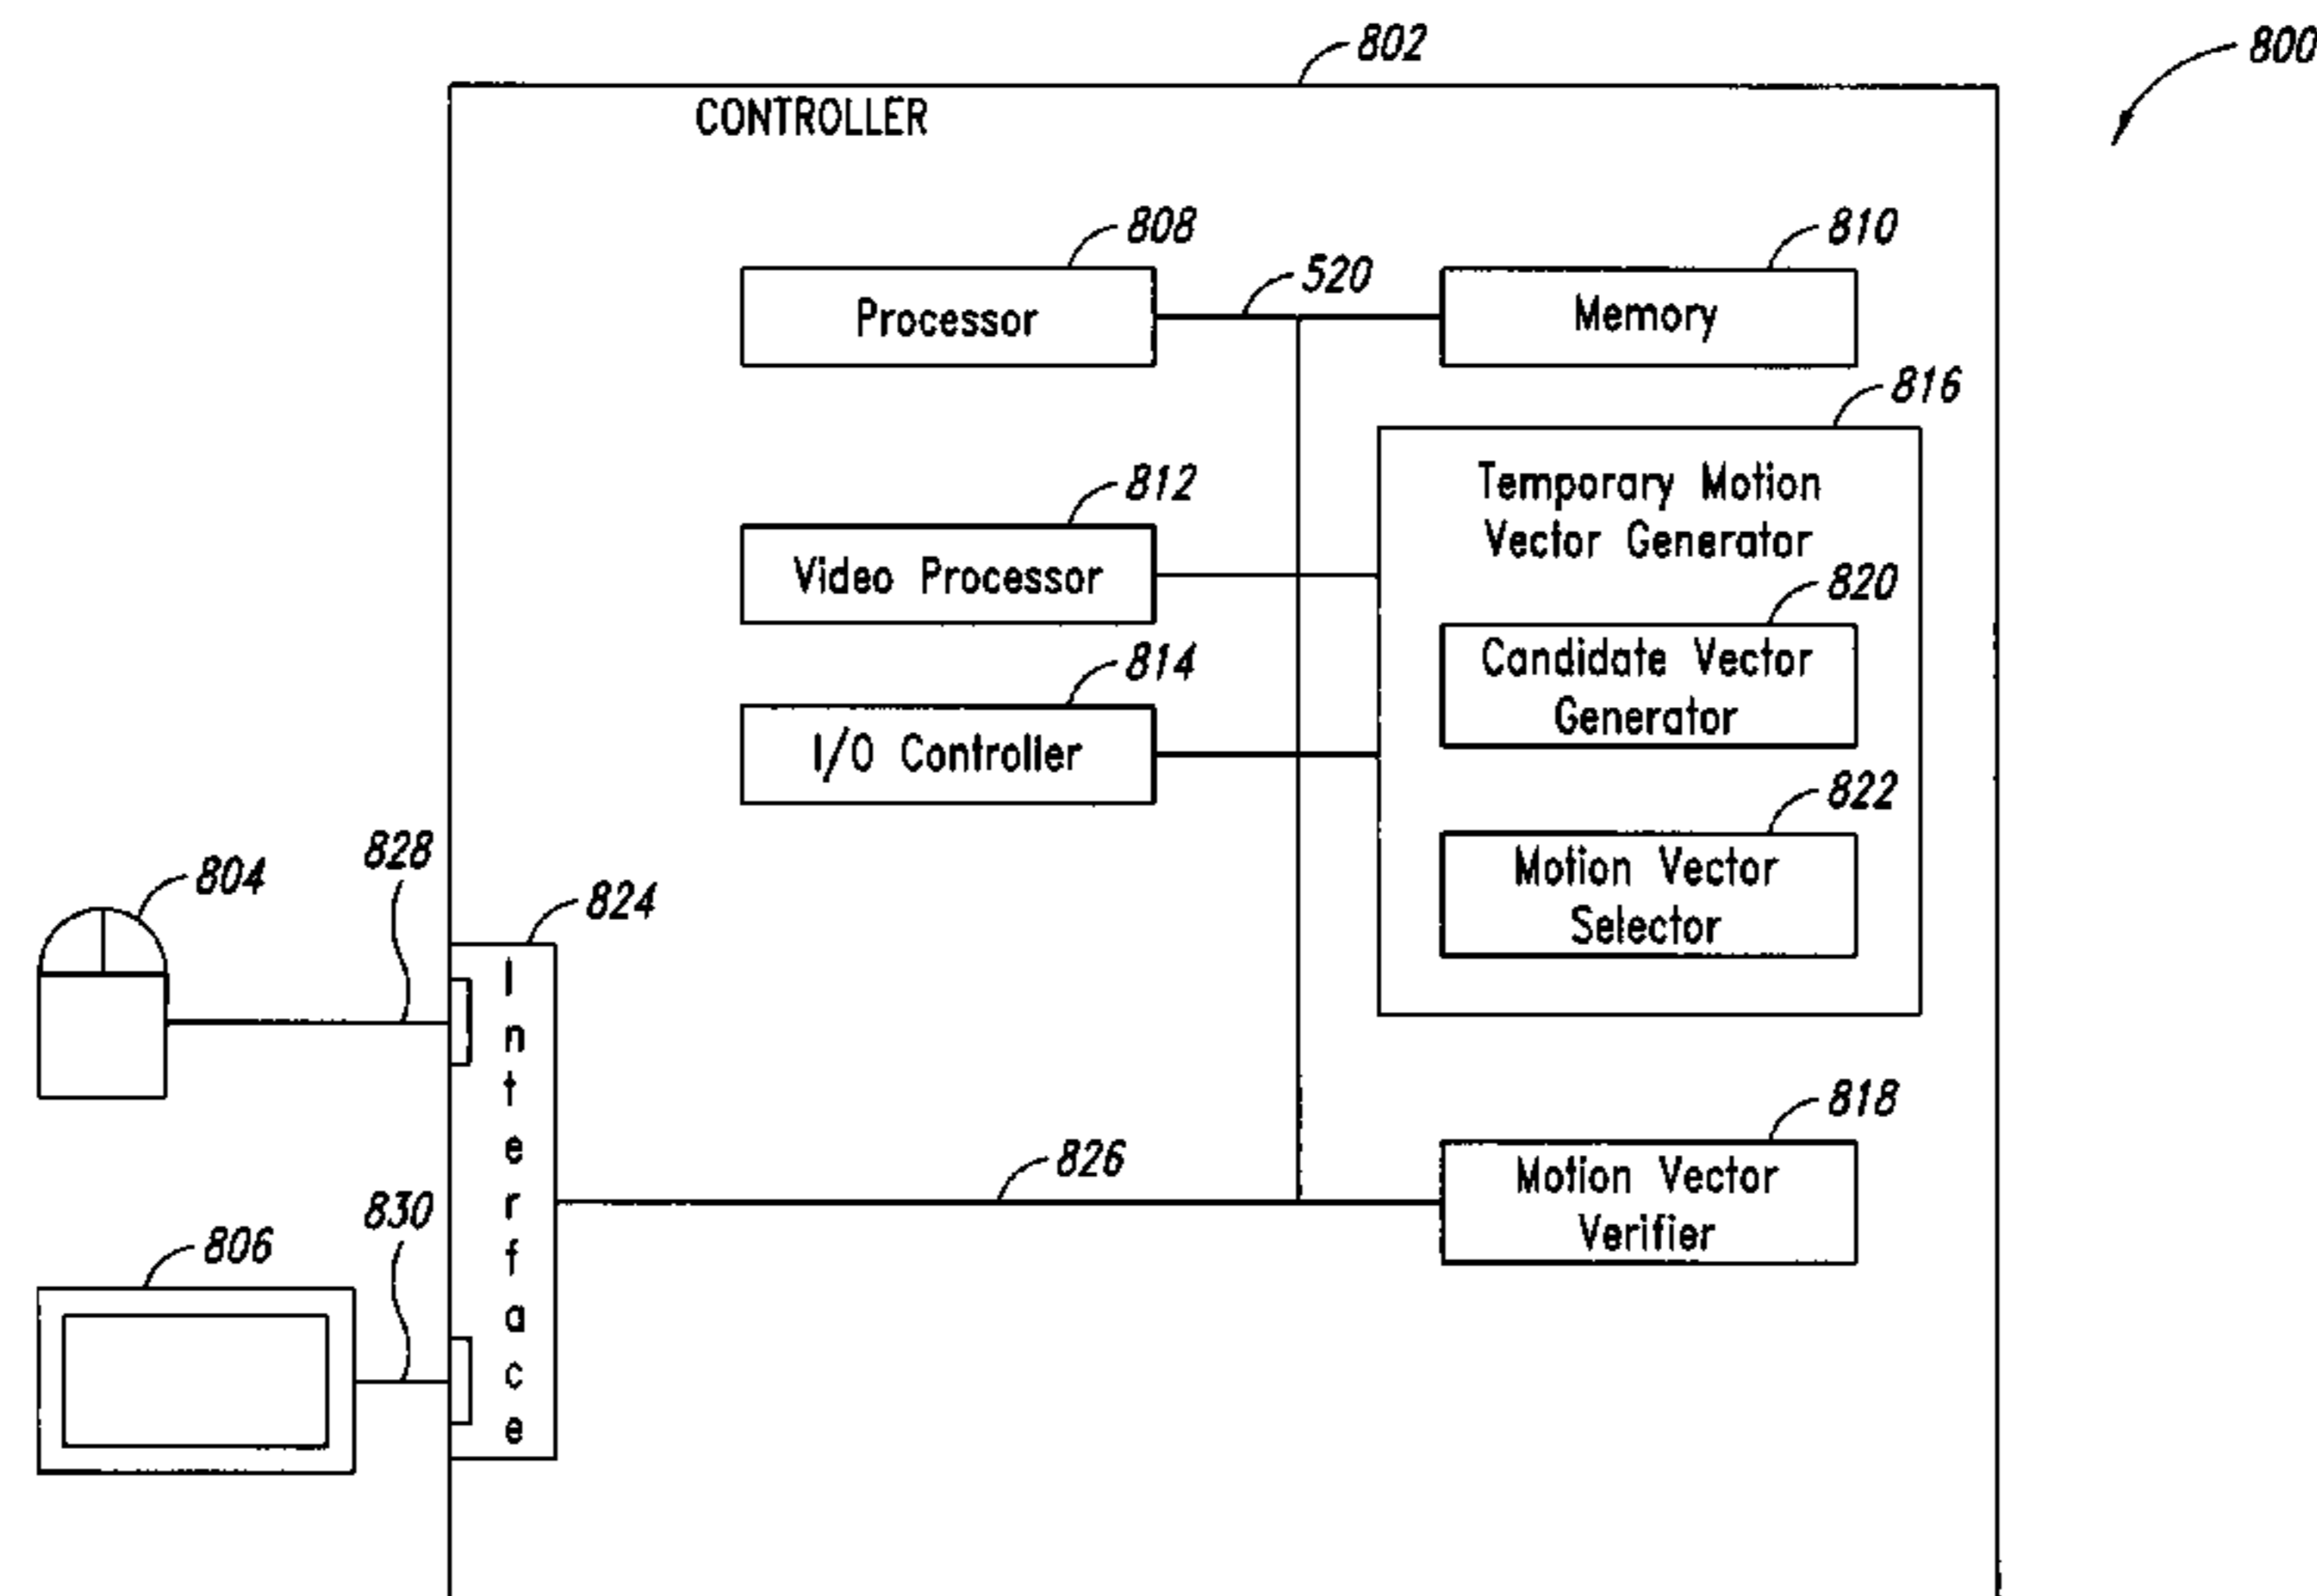 802
800
CONTROLLER
808
810
520
Processor
Memory
816
812
Temporary Motion
Vector Generator
Video Processor
820
814
Candidate Vector
Generator
I/O Controller
822
828
804
824
Motion Vector
Selector
Interface
818
826
Motion Vector
Verifier
830
806